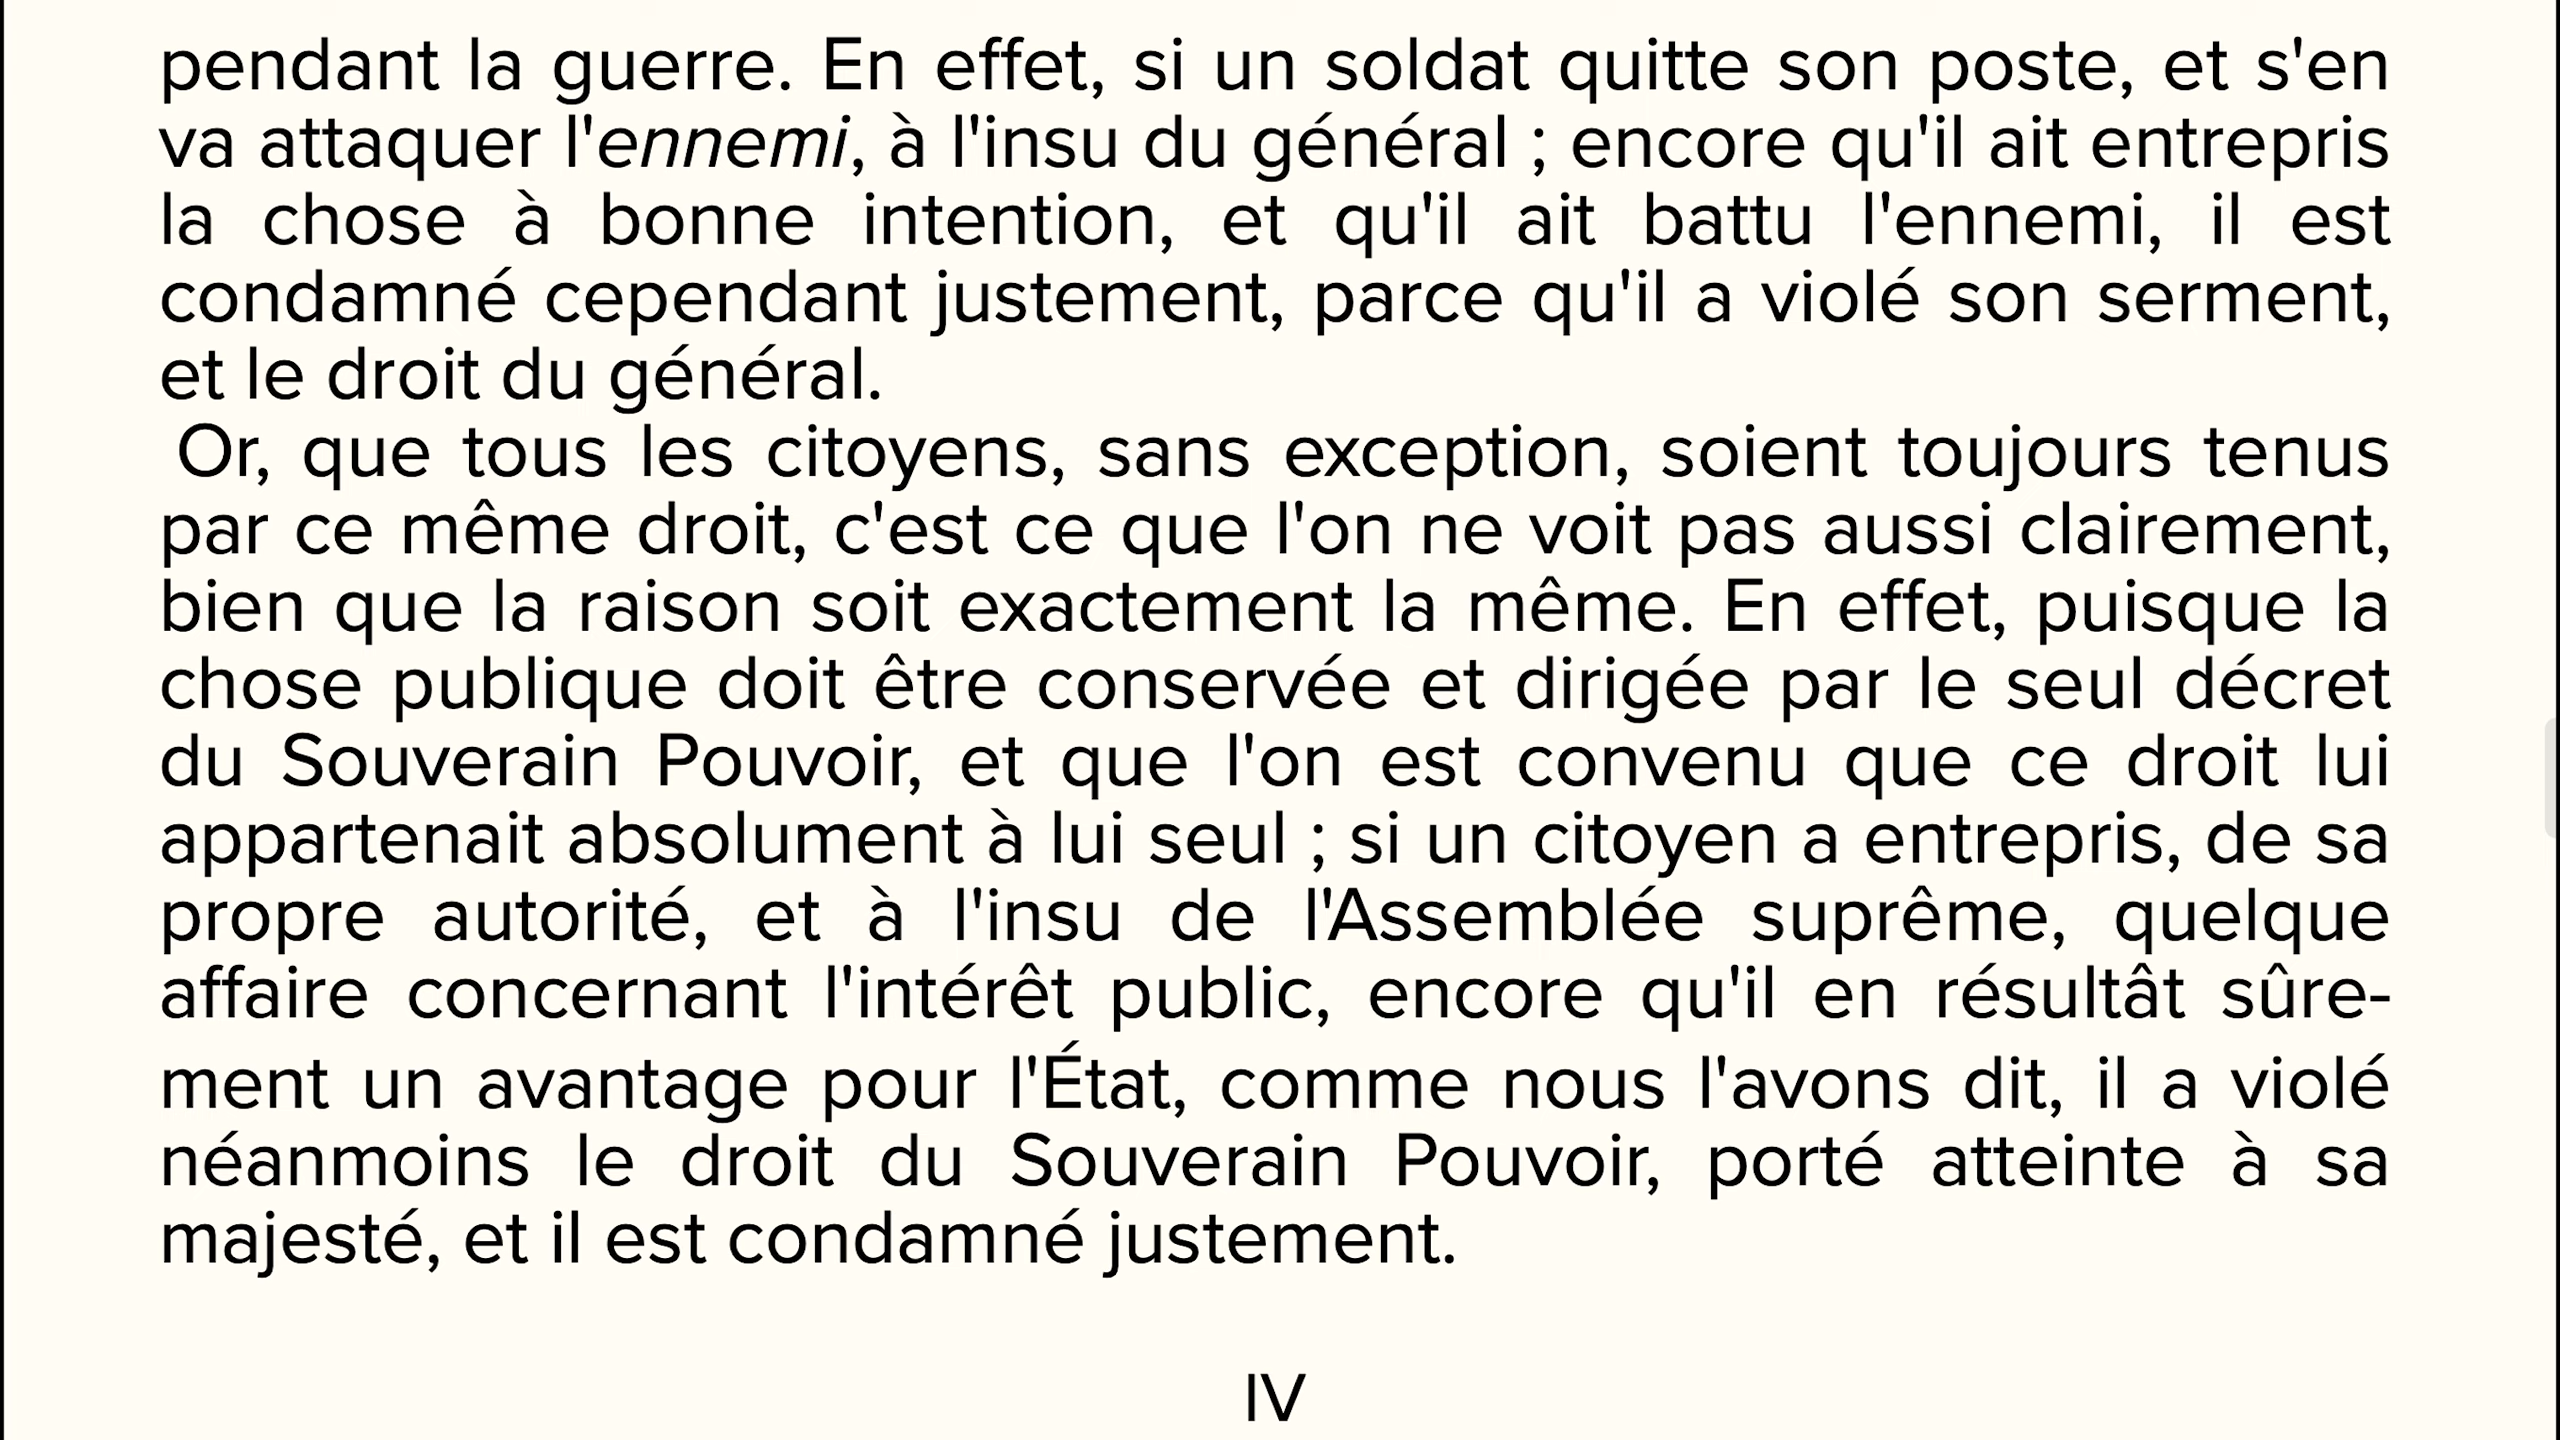 pendant la guerre. En effet, si un soldat quitte son poste, et s'en
va attaquer l'ennemi, à l'insu du général ; encore qu'il ait entrepris
la chose à bonne intention, et qu'il ait battu l'ennemi, il est
condamné cependant justement, parce qu'il a violé son serment,
et le droit du général.
Or, que tous les citoyens, sans exception, soient toujours tenus
par ce même droit, c'est ce que l'on ne voit pas aussi clairement,
bien que la raison soit exactement la même. En effet, puisque la
chose publique doit être conservée et dirigée par le seul décret
du Souverain Pouvoir, et que l'on est convenu que ce droit lui
appartenait absolument à lui seul ; si un citoyen a entrepris, de sa
propre autorité, et à l'insu de l'Assemblée suprême, quelque
affaire concernant l'intérêt public, encore qu'il en résultât sûre-
ment un avantage pour l'État, comme nous l'avons dit, il a violé
néanmoins le droit du Souverain Pouvoir, porté atteinte à sa
majesté, et il est condamné justement.
IV